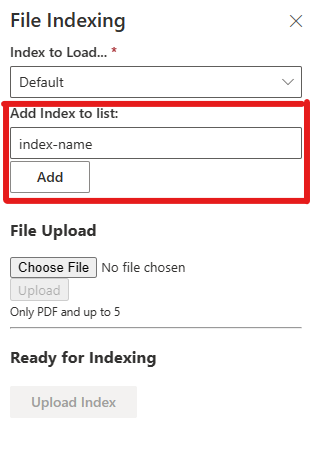 File Indexing
Index to Load... *
Default
Add Index to list:
index-name
Add
File Upload
Choose File No file chosen
Upload
Only PDF and up to 5
Ready for Indexing
Upload Index